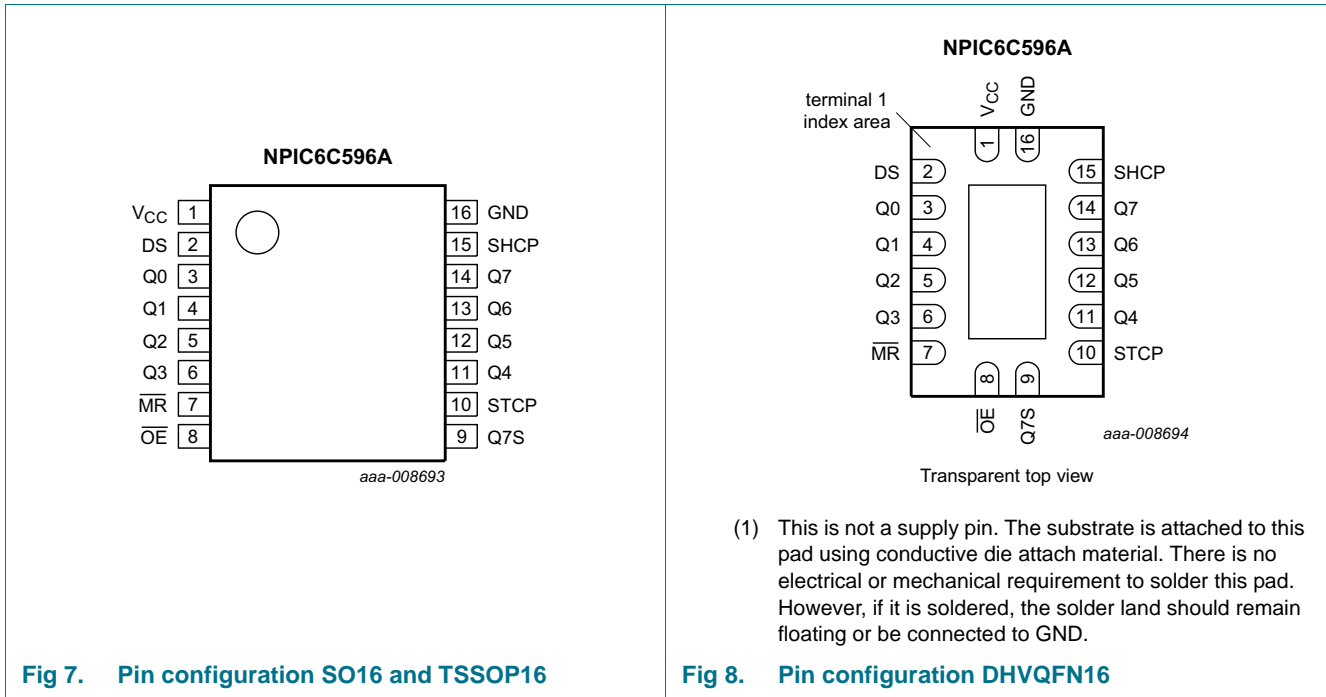 NPIC6C596A
VCC 1
DS 2
Q0 3
Q1 4
Q2 5
Q3 6
MR 7
OE 8
16 GND
15 SHCP
14 Q7
13 Q6
12 Q5
11 Q4
10 STCP
9 Q7S
aaa-008693
Fig 7. Pin configuration SO16 and TSSOP16
NPIC6C596A
terminal 1
index area
VCC
GND
1
16
DS 2
Q0 3
Q1 4
Q2 5
Q3 6
MR 7
15 SHCP
14 Q7
13 Q6
12 Q5
11 Q4
10 STCP
8
9
OE
Q7S
aaa-008694
Transparent top view
(1) This is not a supply pin. The substrate is attached to this
pad using conductive die attach material. There is no
electrical or mechanical requirement to solder this pad.
However, if it is soldered, the solder land should remain
floating or be connected to GND.
Fig 8. Pin configuration DHVQFN16